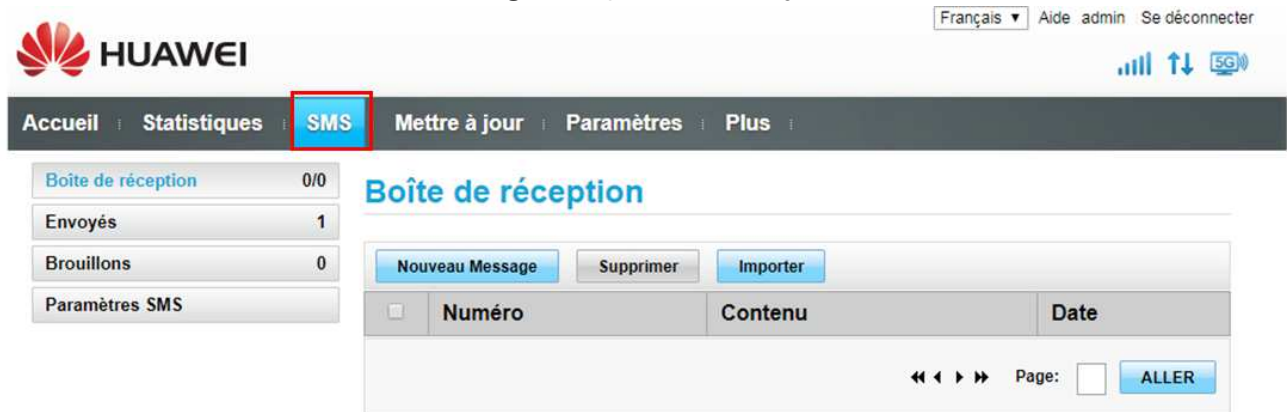 Français ▼ Aide admin Se déconnecter
HUAWEI
5G
Accueil Statistiques SMS Mettre à jour Paramètres Plus
Boîte de réception 0/0
Envoyés 1
Brouillons 0
Paramètres SMS
Boîte de réception
Nouveau Message Supprimer Importer
Numéro Contenu Date
Page: ALLER